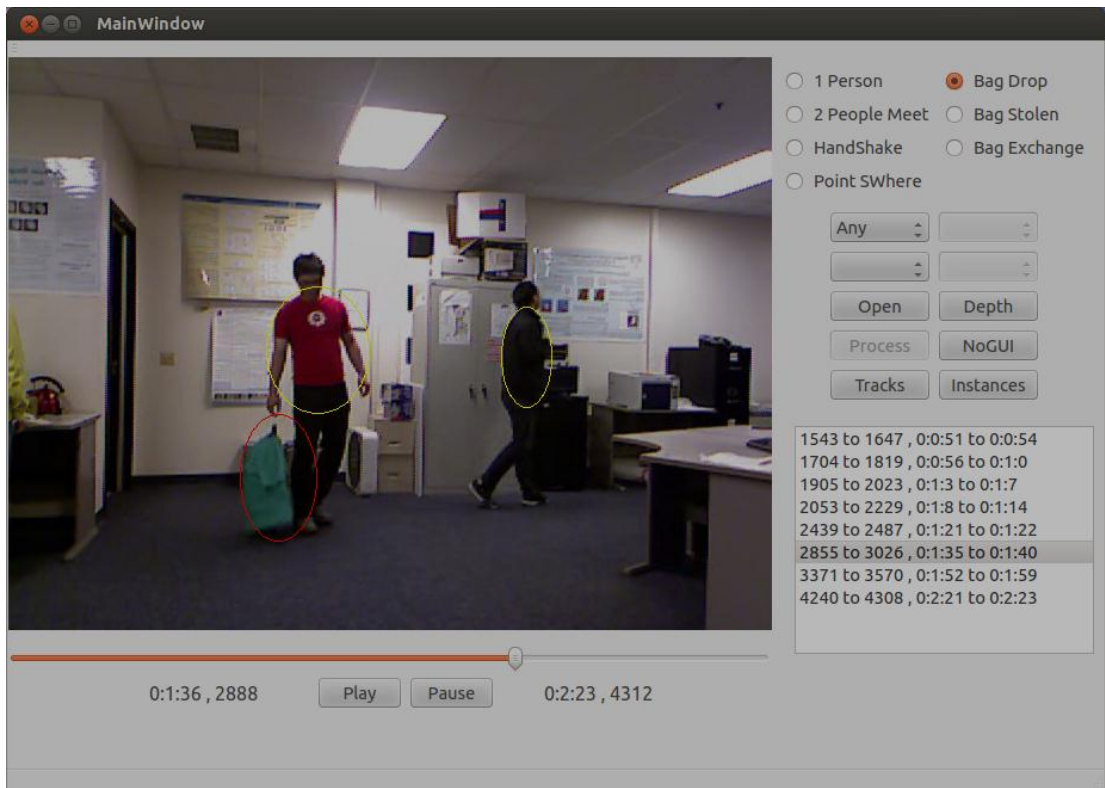 MainWindow
1 Person
Bag Drop
2 People Meet
Bag Stolen
HandShake
Bag Exchange
Point SWhere
Any
Open
Depth
Process
NoGUI
Tracks
Instances
1543 to 1647 , 0:0:51 to 0:0:54
1704 to 1819 , 0:0:56 to 0:1:0
1905 to 2023 , 0:1:3 to 0:1:7
2053 to 2229 , 0:1:8 to 0:1:14
2439 to 2487 , 0:1:21 to 0:1:22
2855 to 3026 , 0:1:35 to 0:1:40
3371 to 3570 , 0:1:52 to 0:1:59
4240 to 4308 , 0:2:21 to 0:2:23
0:1:36 , 2888
Play
Pause
0:2:23 , 4312